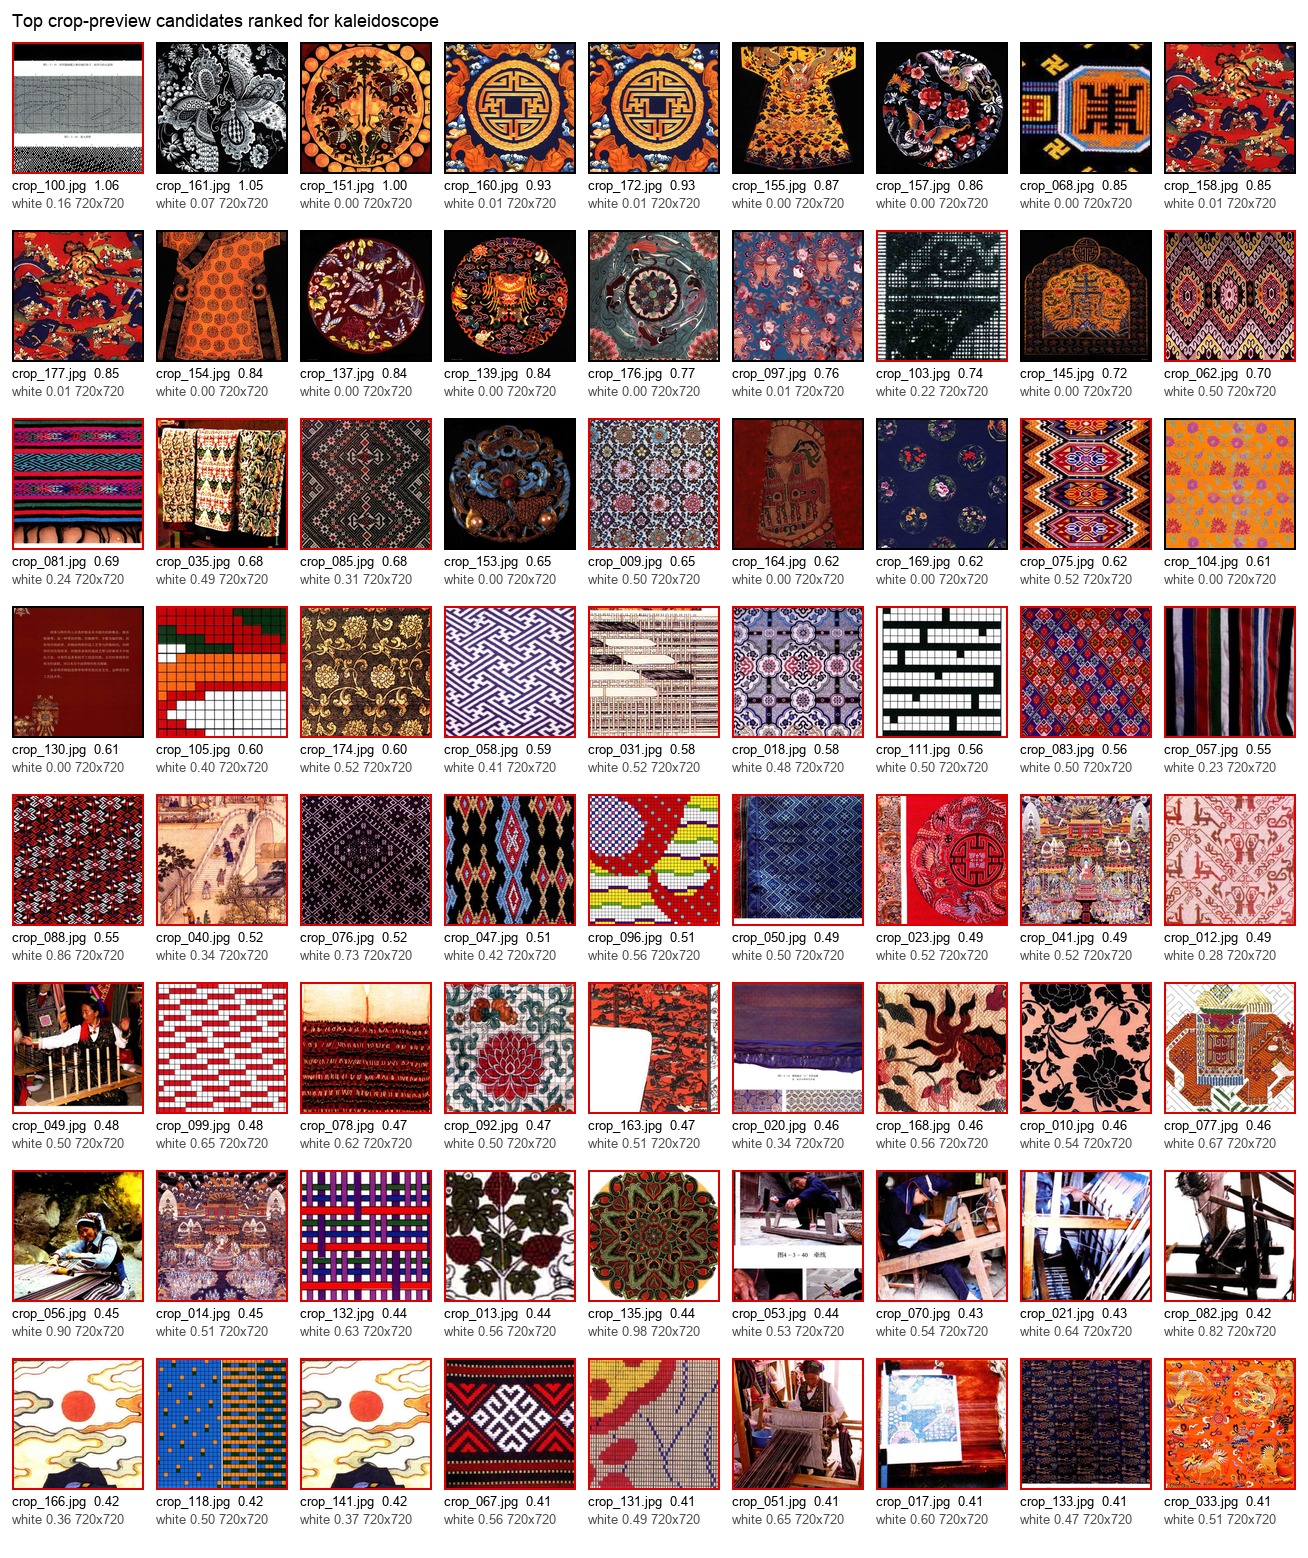 Top crop-preview candidates ranked for kaleidoscope
crop_100.jpg 1.06
white 0.16 720x720
crop_161.jpg 1.05
white 0.07 720x720
crop_151.jpg 1.00
white 0.00 720x720
crop_160.jpg 0.93
white 0.01 720x720
crop_172.jpg 0.93
white 0.01 720x720
crop_155.jpg 0.87
white 0.00 720x720
crop_157.jpg 0.86
white 0.00 720x720
crop_068.jpg 0.85
white 0.00 720x720
crop_158.jpg 0.85
white 0.01 720x720
crop_177.jpg 0.85
white 0.01 720x720
crop_154.jpg 0.84
white 0.00 720x720
crop_137.jpg 0.84
white 0.00 720x720
crop_139.jpg 0.84
white 0.00 720x720
crop_176.jpg 0.77
white 0.00 720x720
crop_097.jpg 0.76
white 0.01 720x720
crop_103.jpg 0.74
white 0.22 720x720
crop_145.jpg 0.72
white 0.00 720x720
crop_062.jpg 0.70
white 0.50 720x720
crop_081.jpg 0.69
white 0.24 720x720
crop_035.jpg 0.68
white 0.49 720x720
crop_085.jpg 0.68
white 0.31 720x720
crop_153.jpg 0.65
white 0.00 720x720
crop_009.jpg 0.65
white 0.50 720x720
crop_164.jpg 0.62
white 0.00 720x720
crop_169.jpg 0.62
white 0.00 720x720
crop_075.jpg 0.62
white 0.52 720x720
crop_104.jpg 0.61
white 0.00 720x720
crop_130.jpg 0.61
white 0.00 720x720
crop_105.jpg 0.60
white 0.40 720x720
crop_174.jpg 0.60
white 0.52 720x720
crop_058.jpg 0.59
white 0.41 720x720
crop_031.jpg 0.58
white 0.52 720x720
crop_018.jpg 0.58
white 0.48 720x720
crop_111.jpg 0.56
white 0.50 720x720
crop_083.jpg 0.56
white 0.50 720x720
crop_057.jpg 0.55
white 0.23 720x720
crop_088.jpg 0.55
white 0.86 720x720
crop_040.jpg 0.52
white 0.34 720x720
crop_076.jpg 0.52
white 0.73 720x720
crop_047.jpg 0.51
white 0.42 720x720
crop_096.jpg 0.51
white 0.56 720x720
crop_050.jpg 0.49
white 0.50 720x720
crop_023.jpg 0.49
white 0.52 720x720
crop_041.jpg 0.49
white 0.52 720x720
crop_012.jpg 0.49
white 0.28 720x720
crop_049.jpg 0.48
white 0.50 720x720
crop_099.jpg 0.48
white 0.65 720x720
crop_078.jpg 0.47
white 0.62 720x720
crop_092.jpg 0.47
white 0.50 720x720
crop_163.jpg 0.47
white 0.51 720x720
crop_020.jpg 0.46
white 0.34 720x720
crop_168.jpg 0.46
white 0.56 720x720
crop_010.jpg 0.46
white 0.54 720x720
crop_077.jpg 0.46
white 0.67 720x720
图4-3-40 牵线
crop_056.jpg 0.45
white 0.90 720x720
crop_014.jpg 0.45
white 0.51 720x720
crop_132.jpg 0.44
white 0.63 720x720
crop_013.jpg 0.44
white 0.56 720x720
crop_135.jpg 0.44
white 0.98 720x720
crop_053.jpg 0.44
white 0.53 720x720
crop_070.jpg 0.43
white 0.54 720x720
crop_021.jpg 0.43
white 0.64 720x720
crop_082.jpg 0.42
white 0.82 720x720
crop_166.jpg 0.42
white 0.36 720x720
crop_118.jpg 0.42
white 0.50 720x720
crop_141.jpg 0.42
white 0.37 720x720
crop_067.jpg 0.41
white 0.56 720x720
crop_131.jpg 0.41
white 0.49 720x720
crop_051.jpg 0.41
white 0.65 720x720
crop_017.jpg 0.41
white 0.60 720x720
crop_133.jpg 0.41
white 0.47 720x720
crop_033.jpg 0.41
white 0.51 720x720